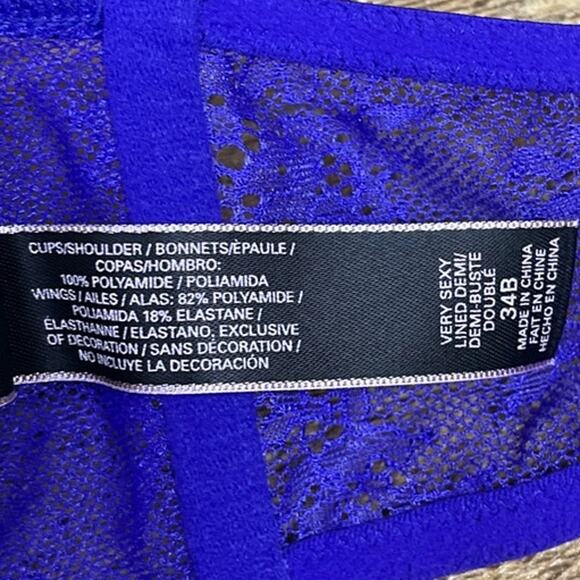 CUPS/SHOULDER / BONNETS/ÉPAULE /
COPAS/HOMBRO:
100% POLYAMIDE / POLIAMIDA
WINGS / AILES / ALAS: 82% POLYAMIDE /
POLIAMIDA 18% ELASTANE /
ÉLASTHANNE / ELASTANO, EXCLUSIVE
OF DECORATION / SANS DÉCORATION /
NO INCLUYE LA DECORACIÓN
VERY SEXY
LINED DEMI/
DEMI-BUSTE
DOUBLÉ
34B
MADE IN CHINA
FAIT EN CHINE
HECHO EN CHINA